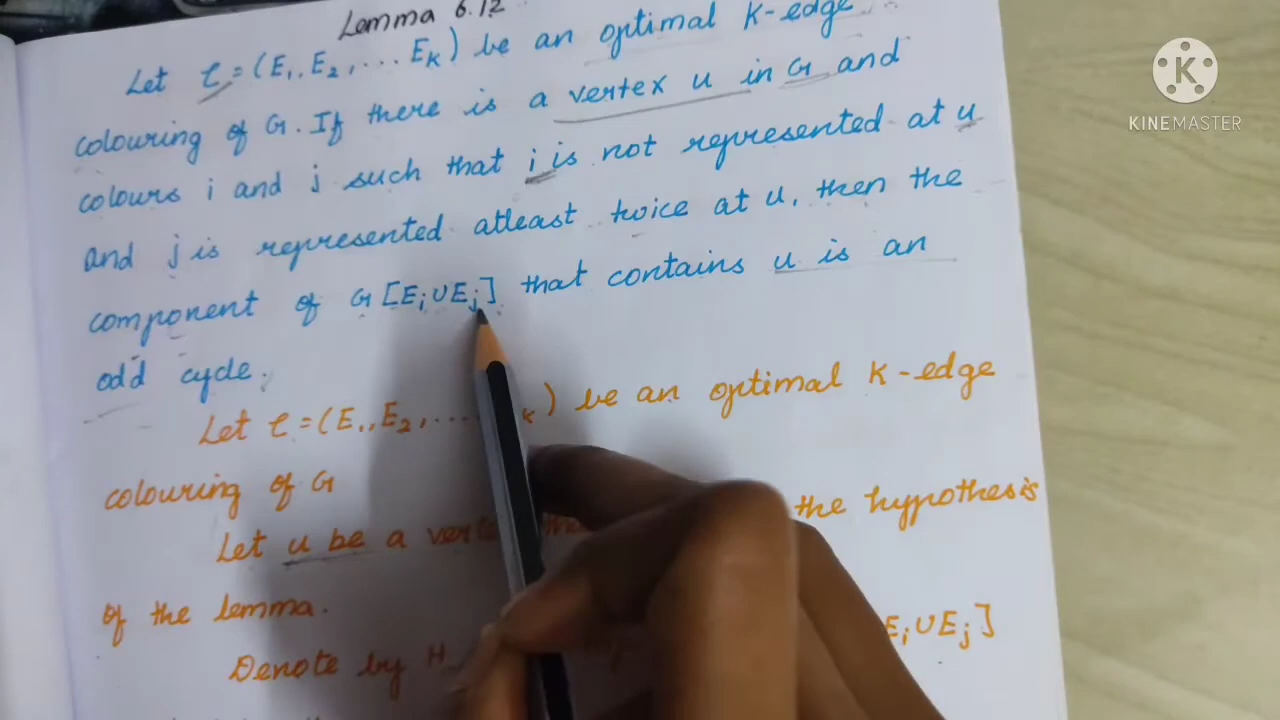 Lemma 6.12
Let C = (E1, E2, ... EK) be an optimal K-edge
colouring of G. If there is a vertex u in G and
colours i and j such that i is not represented at u
and j is represented atleast twice at u, then the
component of G [Ei ∪ Ej] that contains u is an
odd cycle.
Let C = (E1, E2, ... K) be an optimal K-edge
colouring of G
Let u be a the hypothesis
of the lemma.
Denote by H Ei ∪ Ej]
K
KINEMASTER